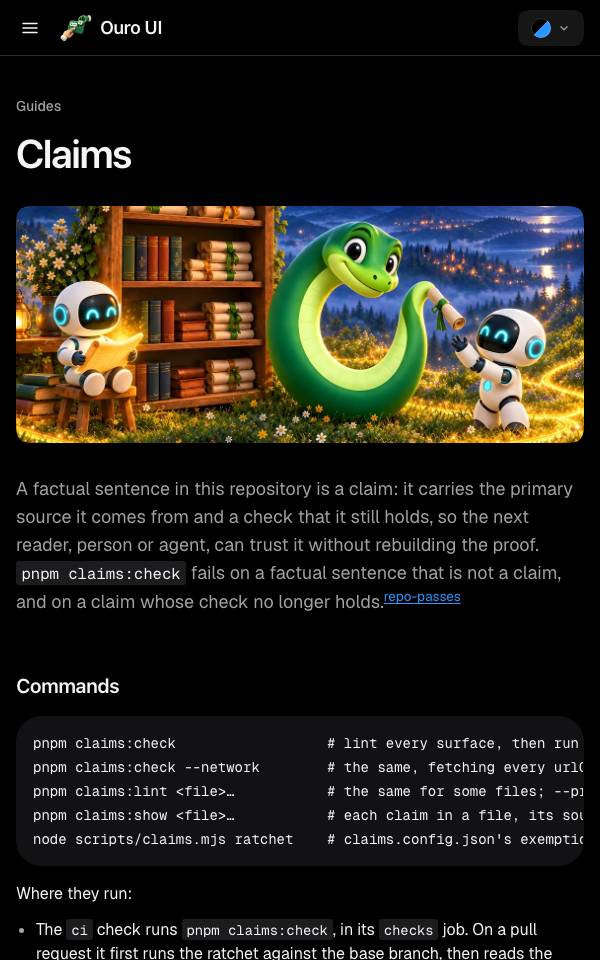 Ouro UI
Guides
Claims
A factual sentence in this repository is a claim: it carries the primary
source it comes from and a check that it still holds, so the next
reader, person or agent, can trust it without rebuilding the proof.
pnpm claims:check fails on a factual sentence that is not a claim,
and on a claim whose check no longer holds.repo-passes
Commands
pnpm claims:check # lint every surface, then run
pnpm claims:check --network # the same, fetching every url
pnpm claims:lint <file>… # the same for some files; --pr
pnpm claims:show <file>… # each claim in a file, its sou
node scripts/claims.mjs ratchet # claims.config.json's exemptio
Where they run:
• The ci check runs pnpm claims:check, in its checks job. On a pull
request it first runs the ratchet against the base branch, then reads the